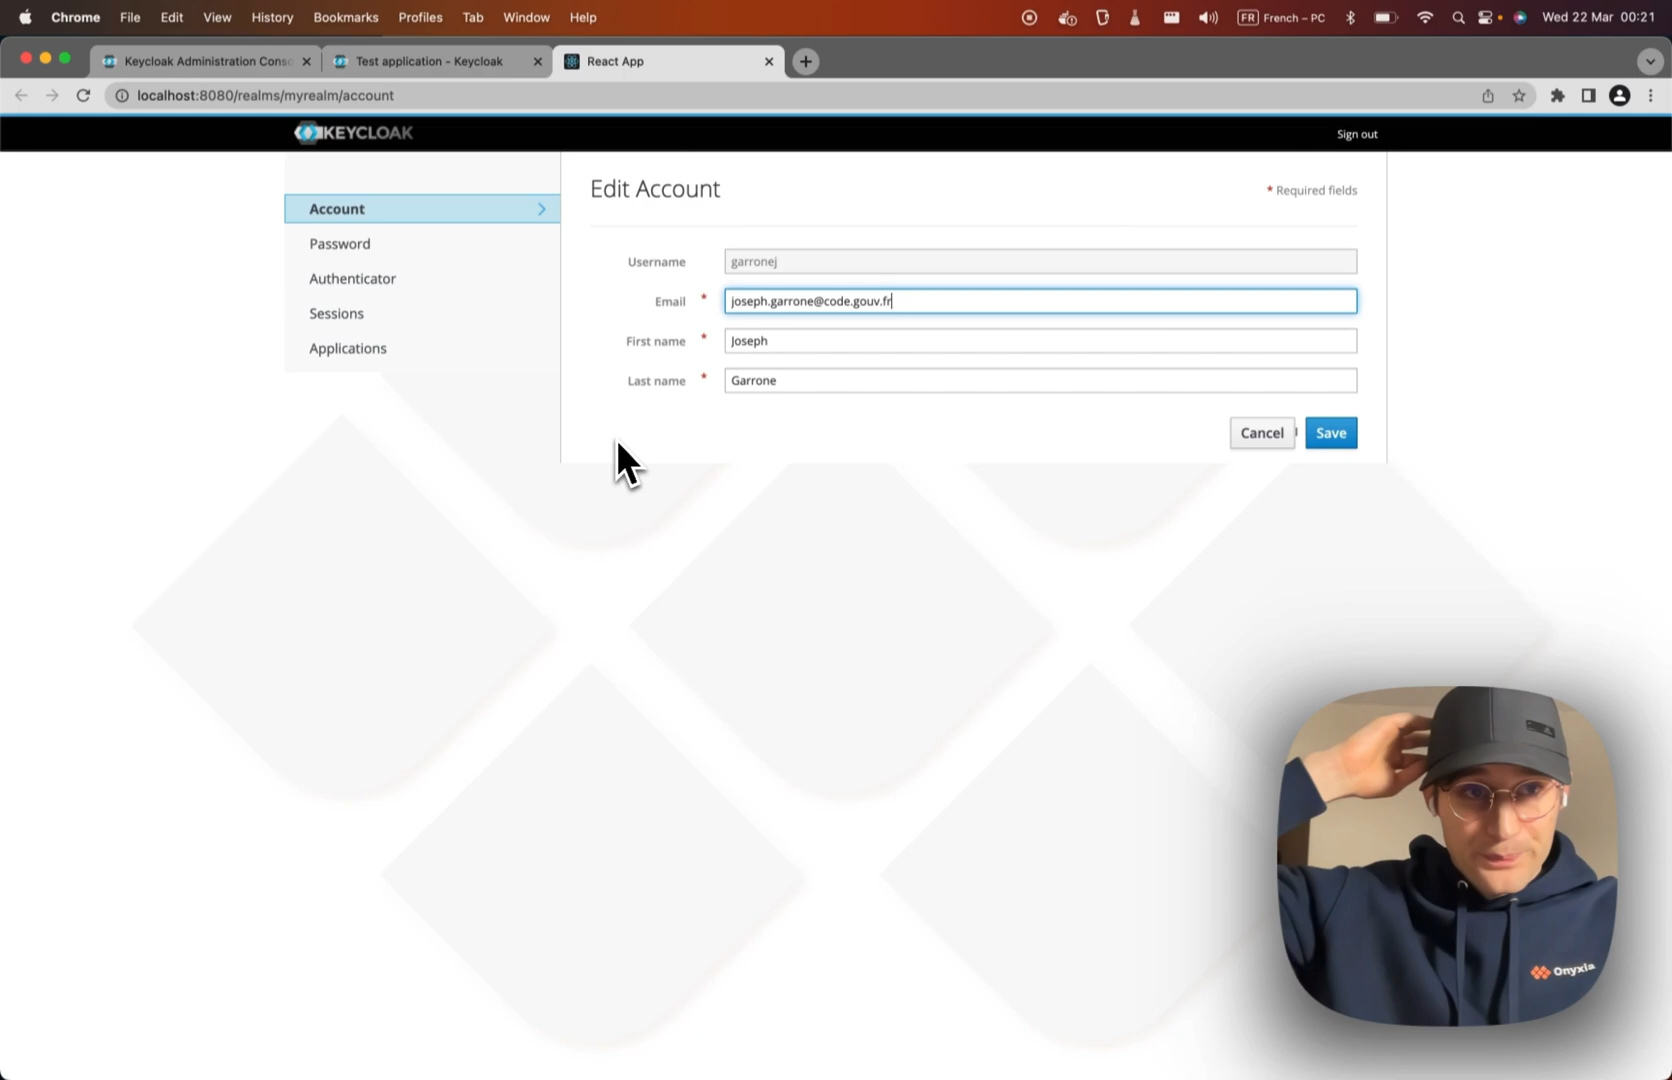 Chrome File Edit View History Bookmarks Profiles Tab Window Help FR French – PC Wed 22 Mar 00:21
Keycloak Administration Conso Test application - Keycloak React App
localhost:8080/realms/myrealm/account
KEYCLOAK Sign out
Edit Account * Required fields
Account
Password
Authenticator
Sessions
Applications
Username garronej
Email * joseph.garrone@code.gouv.fr
First name * Joseph
Last name * Garrone
Cancel Save
Onyxia